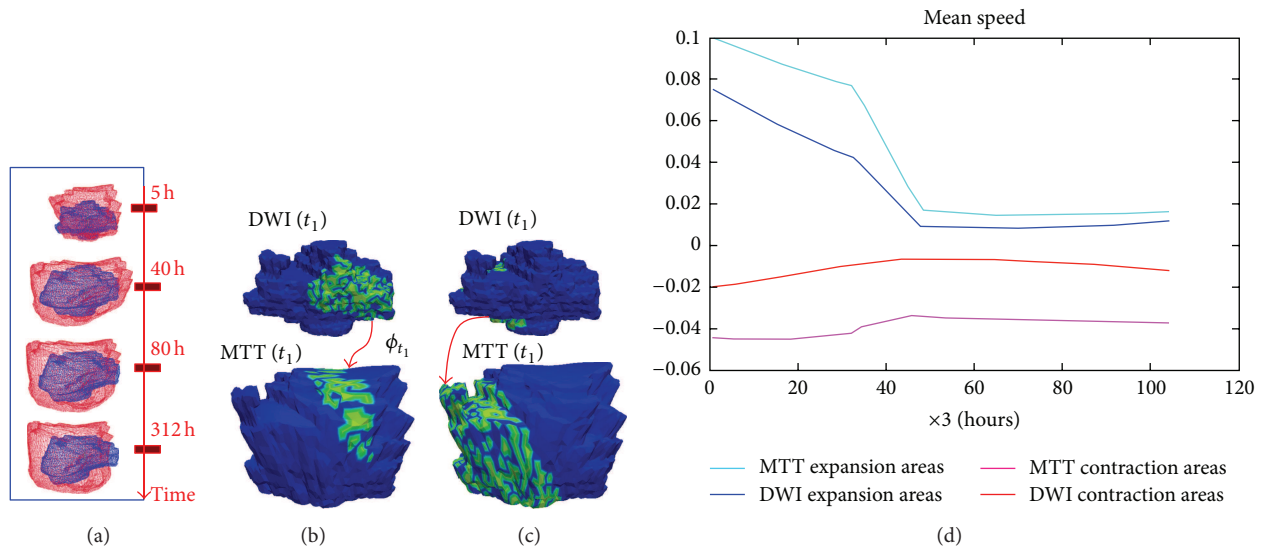 5 h
40 h
80 h
312 h
Time
(a)
DWI (t₁)
ϕₜ₁
MTT (t₁)
(b)
DWI (t₁)
MTT (t₁)
(c)
Mean speed
0.1
0.08
0.06
0.04
0.02
0
−0.02
−0.04
−0.06
0 20 40 60 80 100 120
×3 (hours)
MTT expansion areas
DWI expansion areas
MTT contraction areas
DWI contraction areas
(d)